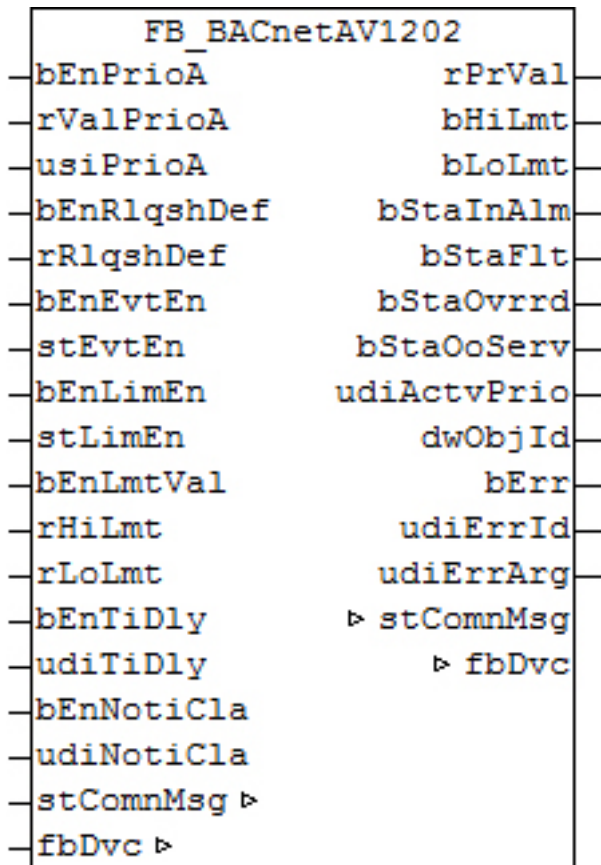 FB_BACnetAV1202
bEnPrioA rPrVal
rValPrioA bHiLmt
usiPrioA bLoLmt
bEnRlqshDef bStaInAlm
rRlqshDef bStaFlt
bEnEvtEn bStaOvrrd
stEvtEn bStaOoServ
bEnLimEn udiActvPrio
stLimEn dwObjId
bEnLmtVal bErr
rHiLmt udiErrId
rLoLmt udiErrArg
bEnTiDly ▷ stComnMsg
udiTiDly ▷ fbDvc
bEnNotiCla
udiNotiCla
stComnMsg ▷
fbDvc ▷